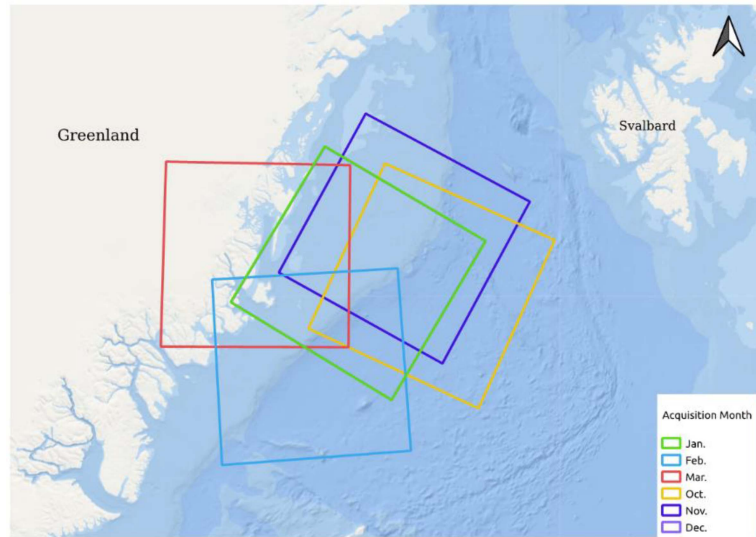 Greenland
Svalbard
Acquisition Month
Jan.
Feb.
Mar.
Oct.
Nov.
Dec.